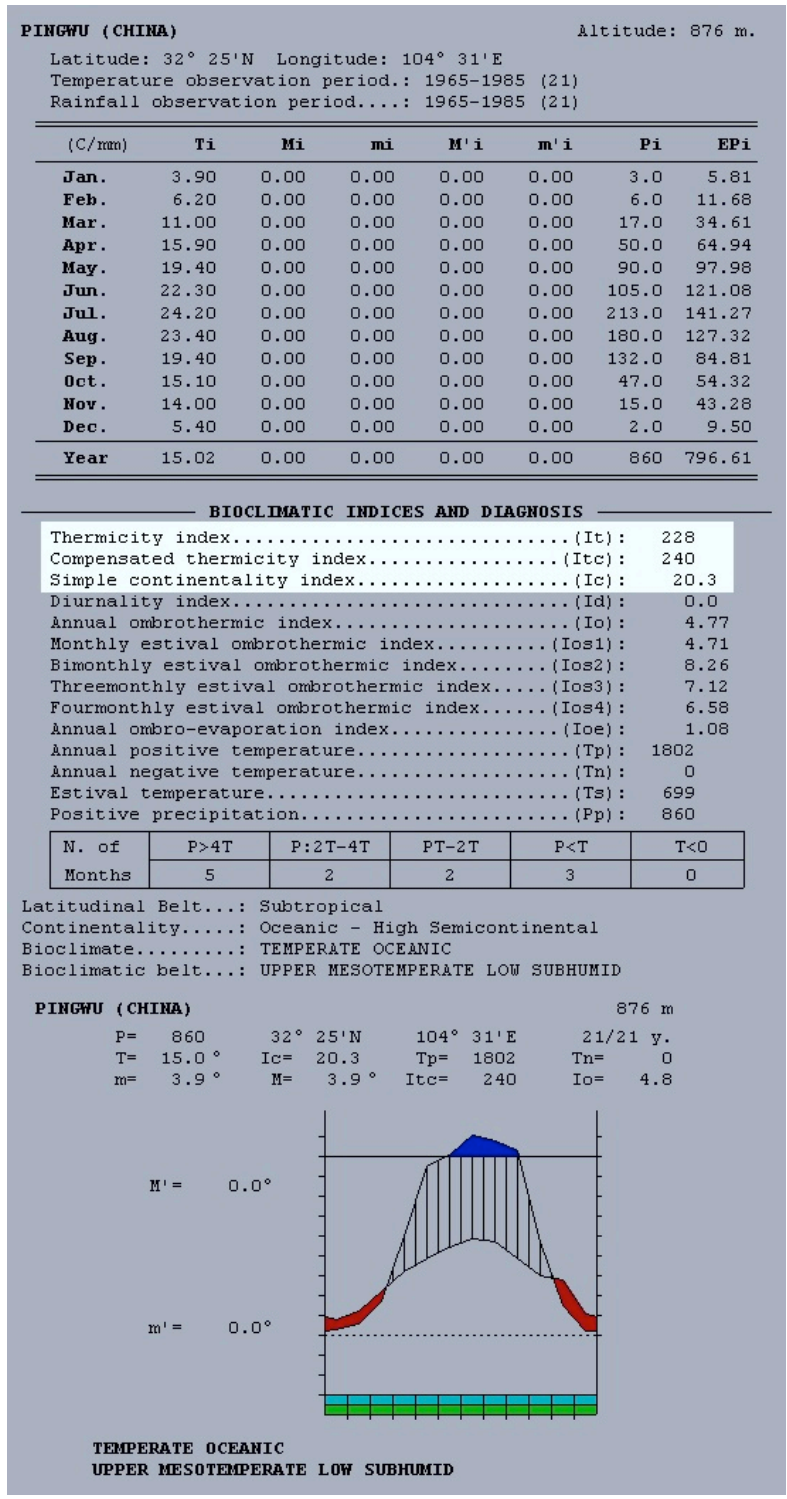 PINGWU (CHINA) Altitude: 876 m.
Latitude: 32° 25'N Longitude: 104° 31'E
Temperature observation period.: 1965-1985 (21)
Rainfall observation period....: 1965-1985 (21)
(C/mm) Ti Mi mi M'i m'i Pi EPi
Jan. 3.90 0.00 0.00 0.00 0.00 3.0 5.81
Feb. 6.20 0.00 0.00 0.00 0.00 6.0 11.68
Mar. 11.00 0.00 0.00 0.00 0.00 17.0 34.61
Apr. 15.90 0.00 0.00 0.00 0.00 50.0 64.94
May. 19.40 0.00 0.00 0.00 0.00 90.0 97.98
Jun. 22.30 0.00 0.00 0.00 0.00 105.0 121.08
Jul. 24.20 0.00 0.00 0.00 0.00 213.0 141.27
Aug. 23.40 0.00 0.00 0.00 0.00 180.0 127.32
Sep. 19.40 0.00 0.00 0.00 0.00 132.0 84.81
Oct. 15.10 0.00 0.00 0.00 0.00 47.0 54.32
Nov. 14.00 0.00 0.00 0.00 0.00 15.0 43.28
Dec. 5.40 0.00 0.00 0.00 0.00 2.0 9.50
Year 15.02 0.00 0.00 0.00 0.00 860 796.61
BIOCLIMATIC INDICES AND DIAGNOSIS
Thermicity index...............................(It): 228
Compensated thermicity index..................(Itc): 240
Simple continentality index....................(Ic): 20.3
Diurnality index...............................(Id): 0.0
Annual ombrothermic index......................(Io): 4.77
Monthly estival ombrothermic index...........(Ios1): 4.71
Bimonthly estival ombrothermic index.........(Ios2): 8.26
Threemonthly estival ombrothermic index.....(Ios3): 7.12
Fourmonthly estival ombrothermic index......(Ios4): 6.58
Annual ombro-evaporation index................(Ioe): 1.08
Annual positive temperature....................(Tp): 1802
Annual negative temperature....................(Tn): 0
Estival temperature............................(Ts): 699
Positive precipitation.........................(Pp): 860
N. of P>4T P:2T-4T PT-2T P<T T<0
Months 5 2 2 3 0
Latitudinal Belt...: Subtropical
Continentality.....: Oceanic - High Semicontinental
Bioclimate.........: TEMPERATE OCEANIC
Bioclimatic belt...: UPPER MESOTEMPERATE LOW SUBHUMID
PINGWU (CHINA) 876 m
P= 860 32° 25'N 104° 31'E 21/21 y.
T= 15.0° Ic= 20.3 Tp= 1802 Tn= 0
m= 3.9° M= 3.9° Itc= 240 Io= 4.8
M'= 0.0°
m'= 0.0°
TEMPERATE OCEANIC
UPPER MESOTEMPERATE LOW SUBHUMID